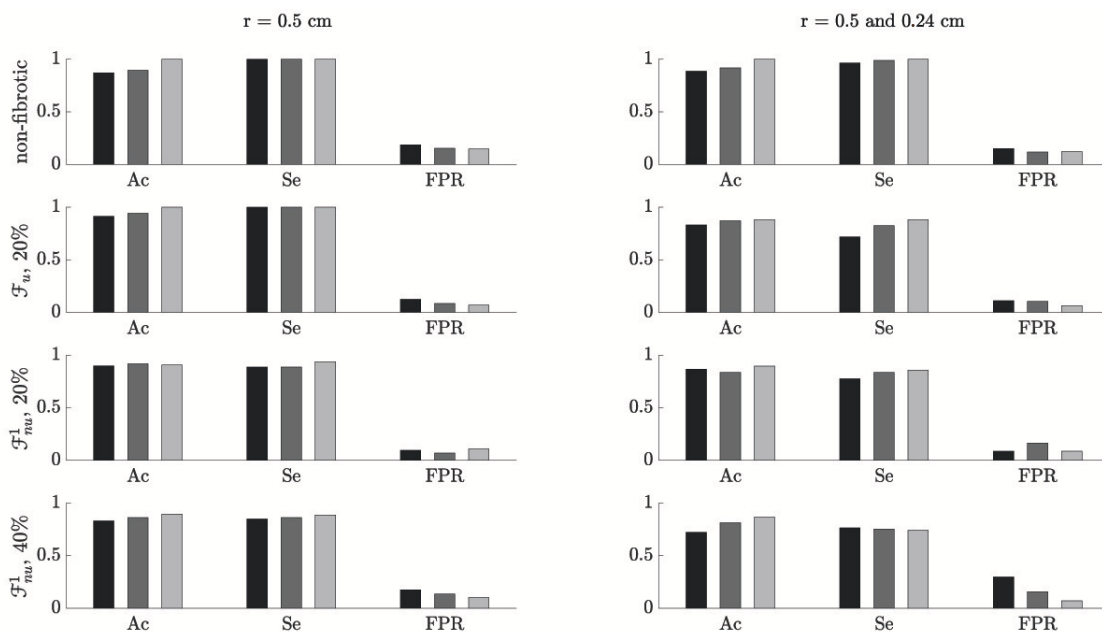 r = 0.5 cm
r = 0.5 and 0.24 cm
non-fibrotic
1
0.5
0
Ac Se FPR
1
0.5
0
Ac Se FPR
ℱᵤ, 20%
1
0.5
0
Ac Se FPR
1
0.5
0
Ac Se FPR
ℱ¹ₙᵤ, 20%
1
0.5
0
Ac Se FPR
1
0.5
0
Ac Se FPR
ℱ¹ₙᵤ, 40%
1
0.5
0
Ac Se FPR
1
0.5
0
Ac Se FPR